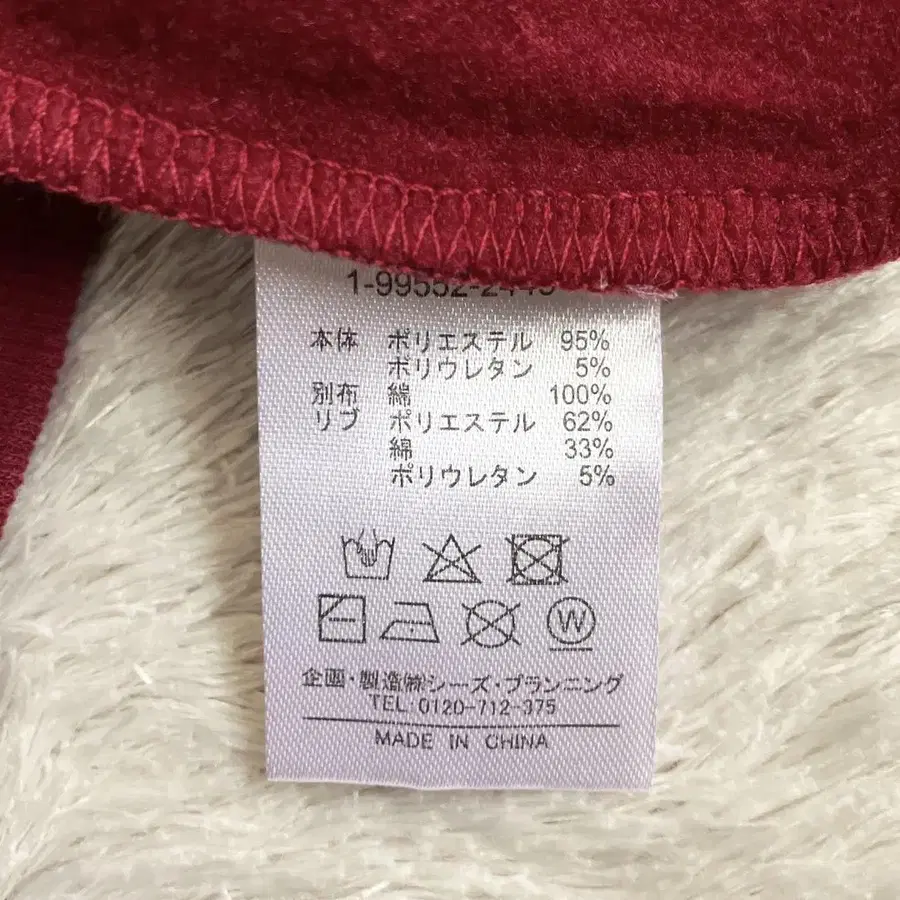 本体 ポリエステル 95%
ポリウレタン 5%
別布 綿 100%
リブ ポリエステル 62%
綿 33%
ポリウレタン 5%
W
企画・製造㈱シーズ・プランニング
TEL:0120-712-375
MADE IN CHINA